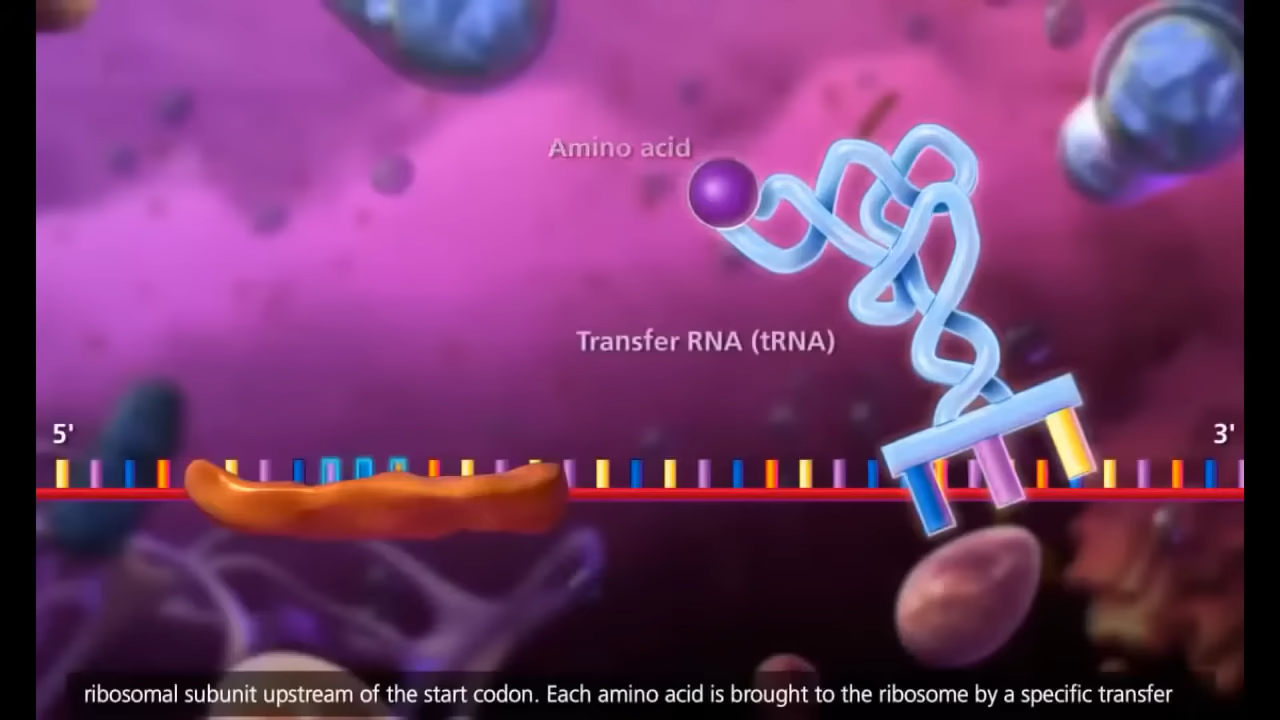 Amino acid
Transfer RNA (tRNA)
5'
3'
ribosomal subunit upstream of the start codon. Each amino acid is brought to the ribosome by a specific transfer